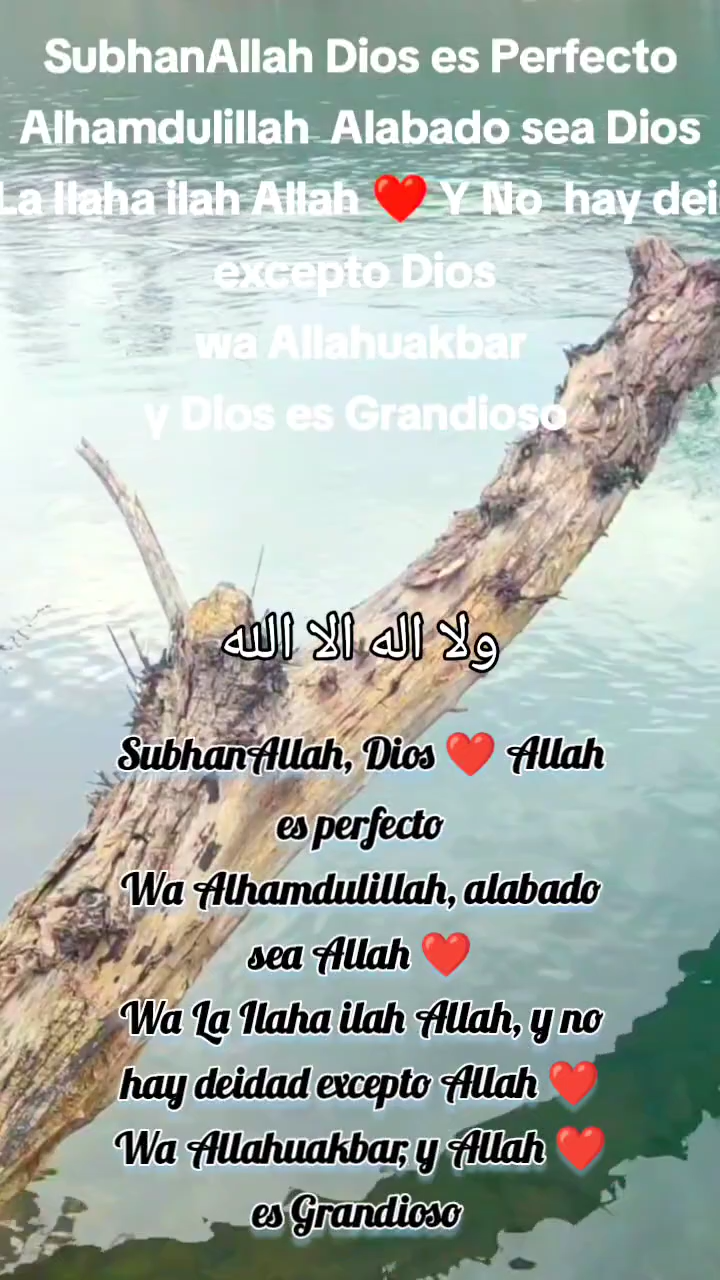 SubhanAllah Dios es Perfecto
Alhamdulillah Alabado sea Dios
La Ilaha ilah Allah ❤️ Y No hay dei
excepto Dios
wa Allahuakbar
y DIos es Grandioso
ولا اله الا الله
SubhanAllah, Dios ❤️ Allah
es perfecto
Wa Alhamdulillah, alabado
sea Allah ❤️
Wa La Ilaha ilah Allah, y no
hay deidad excepto Allah ❤️
Wa Allahuakbar, y Allah ❤️
es Grandioso